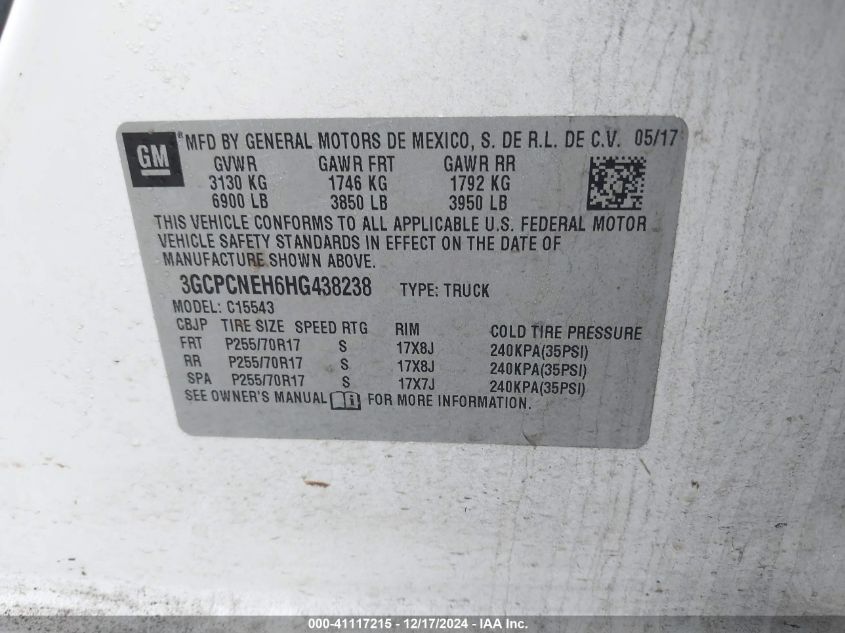 GM ® MFD BY GENERAL MOTORS DE MEXICO, S. DE R.L. DE C.V. 05/17
GVWR GAWR FRT GAWR RR
3130 KG 1746 KG 1792 KG
6900 LB 3850 LB 3950 LB
THIS VEHICLE CONFORMS TO ALL APPLICABLE U.S. FEDERAL MOTOR
VEHICLE SAFETY STANDARDS IN EFFECT ON THE DATE OF
MANUFACTURE SHOWN ABOVE.
3GCPCNEH6HG438238 TYPE: TRUCK
MODEL: C15543
CBJP TIRE SIZE SPEED RTG RIM COLD TIRE PRESSURE
FRT P255/70R17 S 17X8J 240KPA(35PSI)
RR P255/70R17 S 17X8J 240KPA(35PSI)
SPA P255/70R17 S 17X7J 240KPA(35PSI)
SEE OWNER'S MANUAL i FOR MORE INFORMATION.
000-41117215 - 12/17/2024 - IAA Inc.